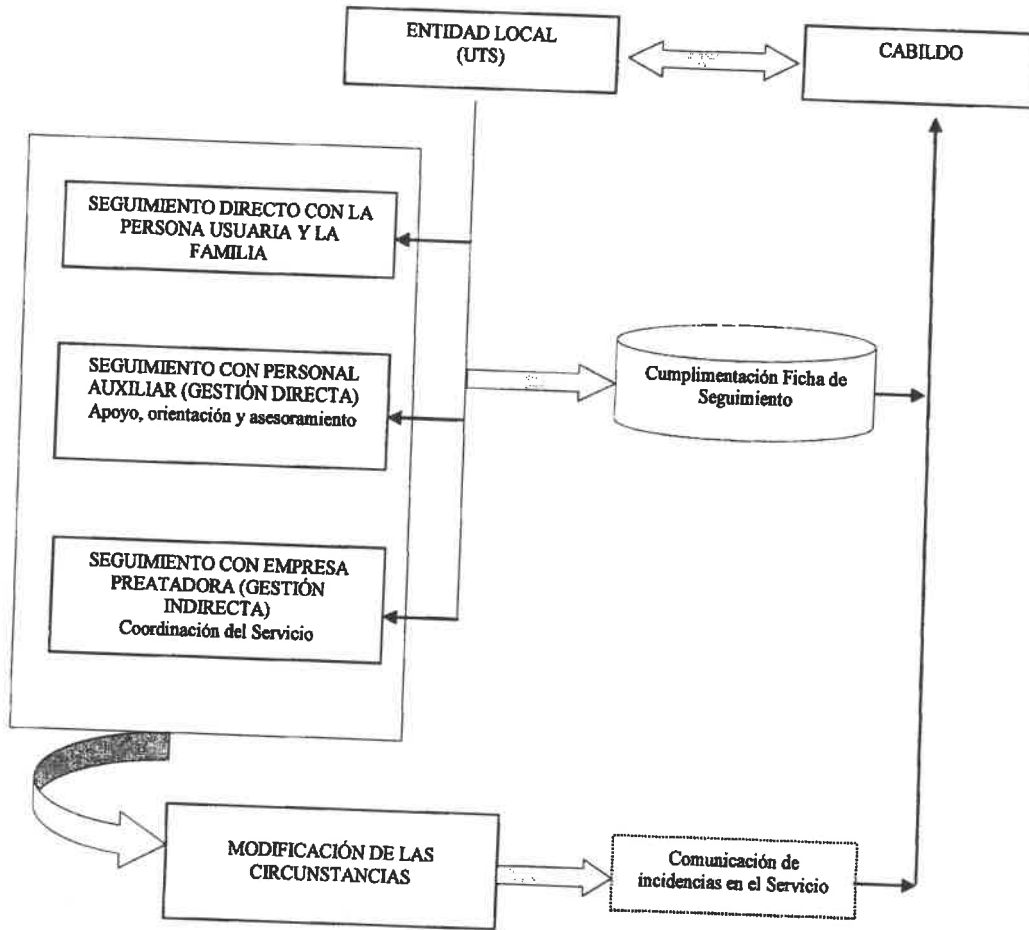 ENTIDAD LOCAL
(UTS)
CABILDO
SEGUIMIENTO DIRECTO CON LA
PERSONA USUARIA Y LA
FAMILIA
SEGUIMIENTO CON PERSONAL
AUXILIAR (GESTIÓN DIRECTA)
Apoyo, orientación y asesoramiento
Cumplimentación Ficha de
Seguimiento
SEGUIMIENTO CON EMPRESA
PREATADORA (GESTIÓN
INDIRECTA)
Coordinación del Servicio
MODIFICACIÓN DE LAS
CIRCUNSTANCIAS
Comunicación de
incidencias en el Servicio